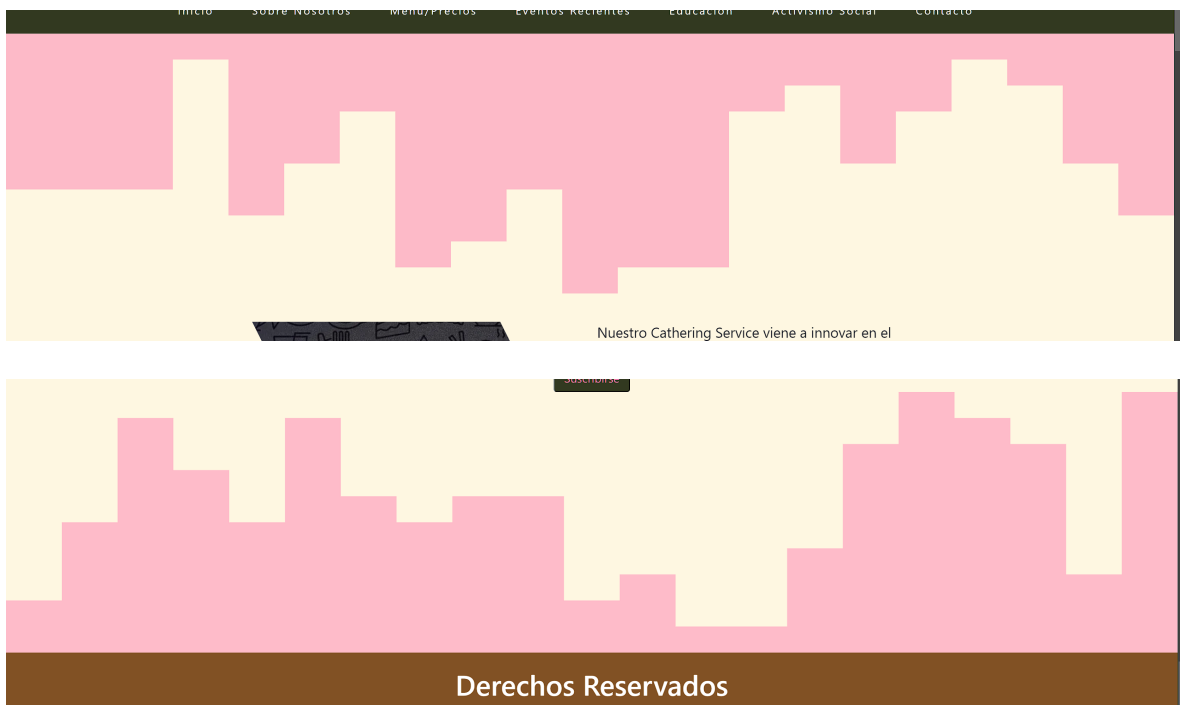 Inicio Sobre Nosotros Menú/Precios Eventos Recientes Educación Activismo Social Contacto
Nuestro Cathering Service viene a innovar en el
Suscribirse
Derechos Reservados